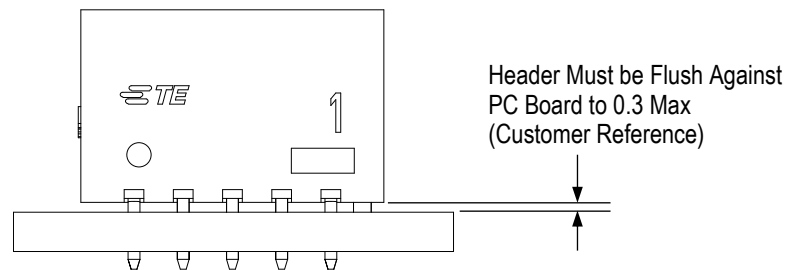 TE
1
Header Must be Flush Against
PC Board to 0.3 Max
(Customer Reference)